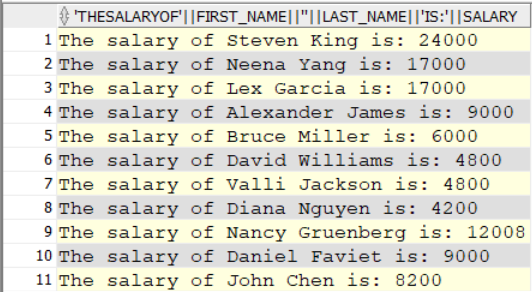 'THESALARYOF'||FIRST_NAME||''||LAST_NAME||'IS:'||SALARY
1 The salary of Steven King is: 24000
2 The salary of Neena Yang is: 17000
3 The salary of Lex Garcia is: 17000
4 The salary of Alexander James is: 9000
5 The salary of Bruce Miller is: 6000
6 The salary of David Williams is: 4800
7 The salary of Valli Jackson is: 4800
8 The salary of Diana Nguyen is: 4200
9 The salary of Nancy Gruenberg is: 12008
10 The salary of Daniel Faviet is: 9000
11 The salary of John Chen is: 8200